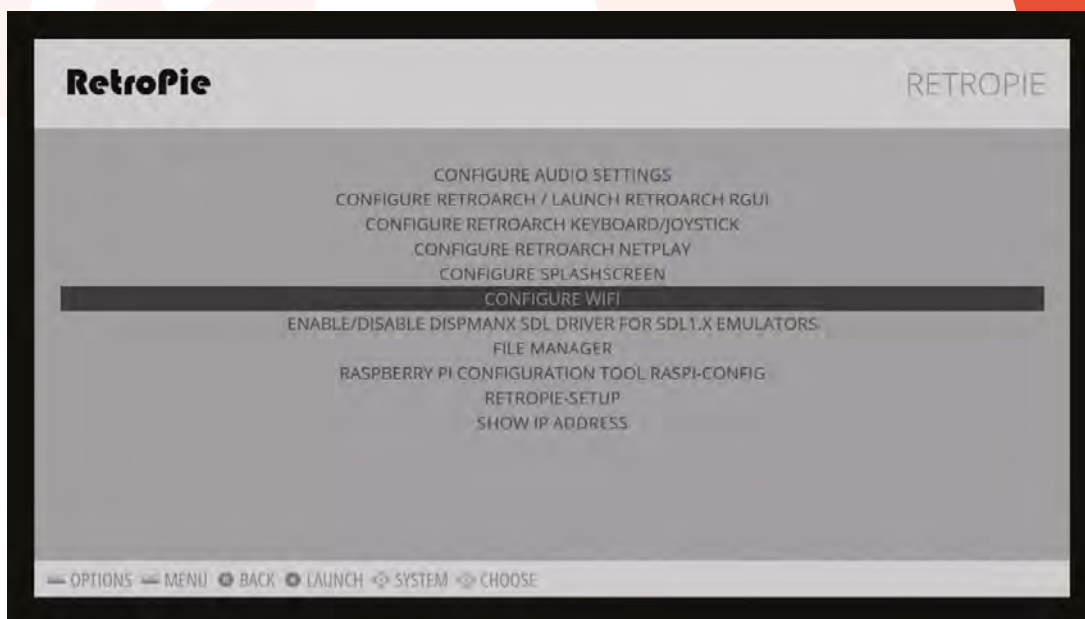 RetroPie
RETROPIE
CONFIGURE AUDIO SETTINGS
CONFIGURE RETROARCH / LAUNCH RETROARCH RGUI
CONFIGURE RETROARCH KEYBOARD/JOYSTICK
CONFIGURE RETROARCH NETPLAY
CONFIGURE SPLASHSCREEN
CONFIGURE WIFI
ENABLE/DISABLE DISPMANX SDL DRIVER FOR SDL1.X EMULATORS
FILE MANAGER
RASPBERRY PI CONFIGURATION TOOL RASPI-CONFIG
RETROPIE-SETUP
SHOW IP ADDRESS
OPTIONS MENU BACK LAUNCH SYSTEM CHOOSE